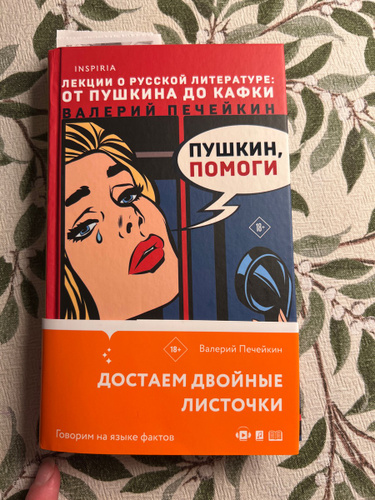 INSPIRIA
ЛЕКЦИИ О РУССКОЙ ЛИТЕРАТУРЕ:
ОТ ПУШКИНА ДО КАФКИ
ВАЛЕРИЙ ПЕЧЕЙКИН
ПУШКИН,
ПОМОГИ
18+
18+ Валерий Печейкин
ДОСТАЕМ ДВОЙНЫЕ
ЛИСТОЧКИ
Говорим на языке фактов